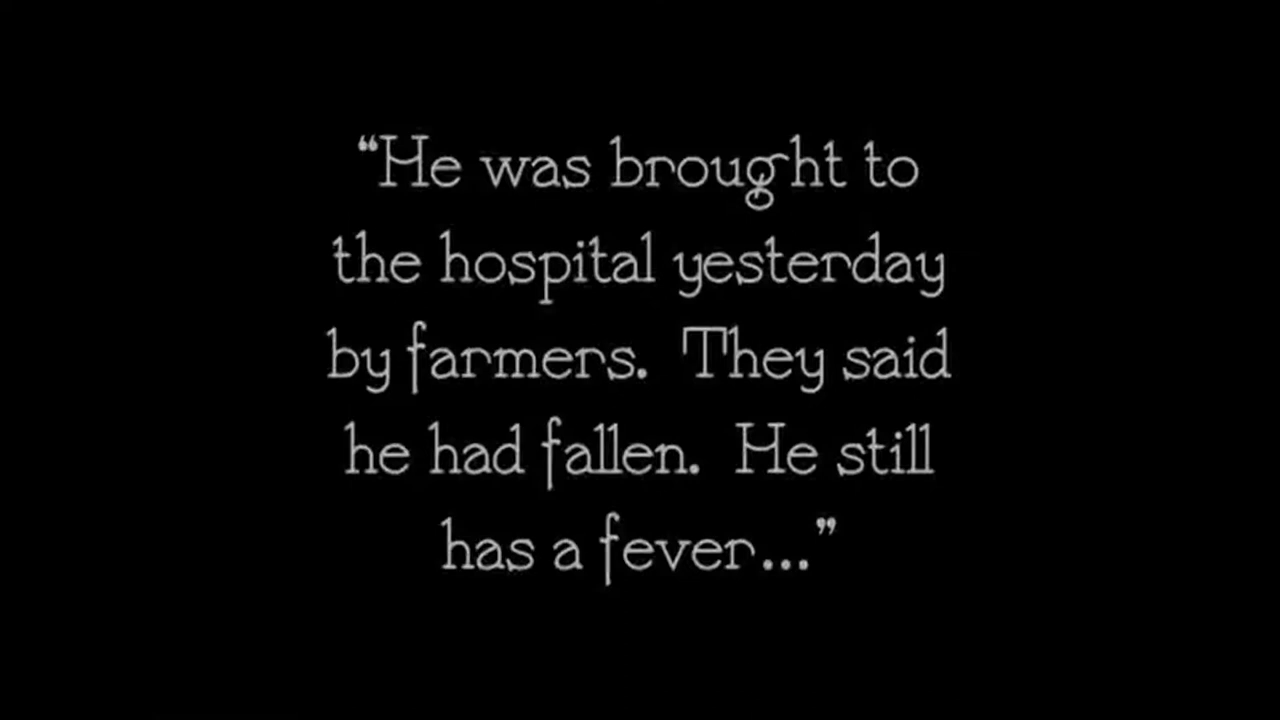 “He was brought to
the hospital yesterday
by farmers.  They said
he had fallen.  He still
has a fever...”